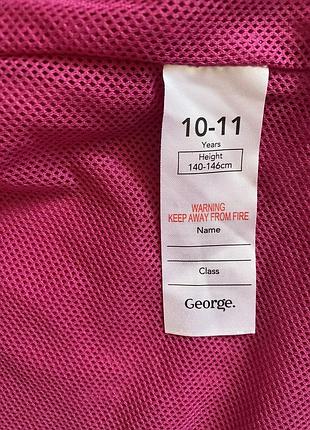 10-11
Years
Height
140-146cm
WARNING
KEEP AWAY FROM FIRE
Name
Class
George.